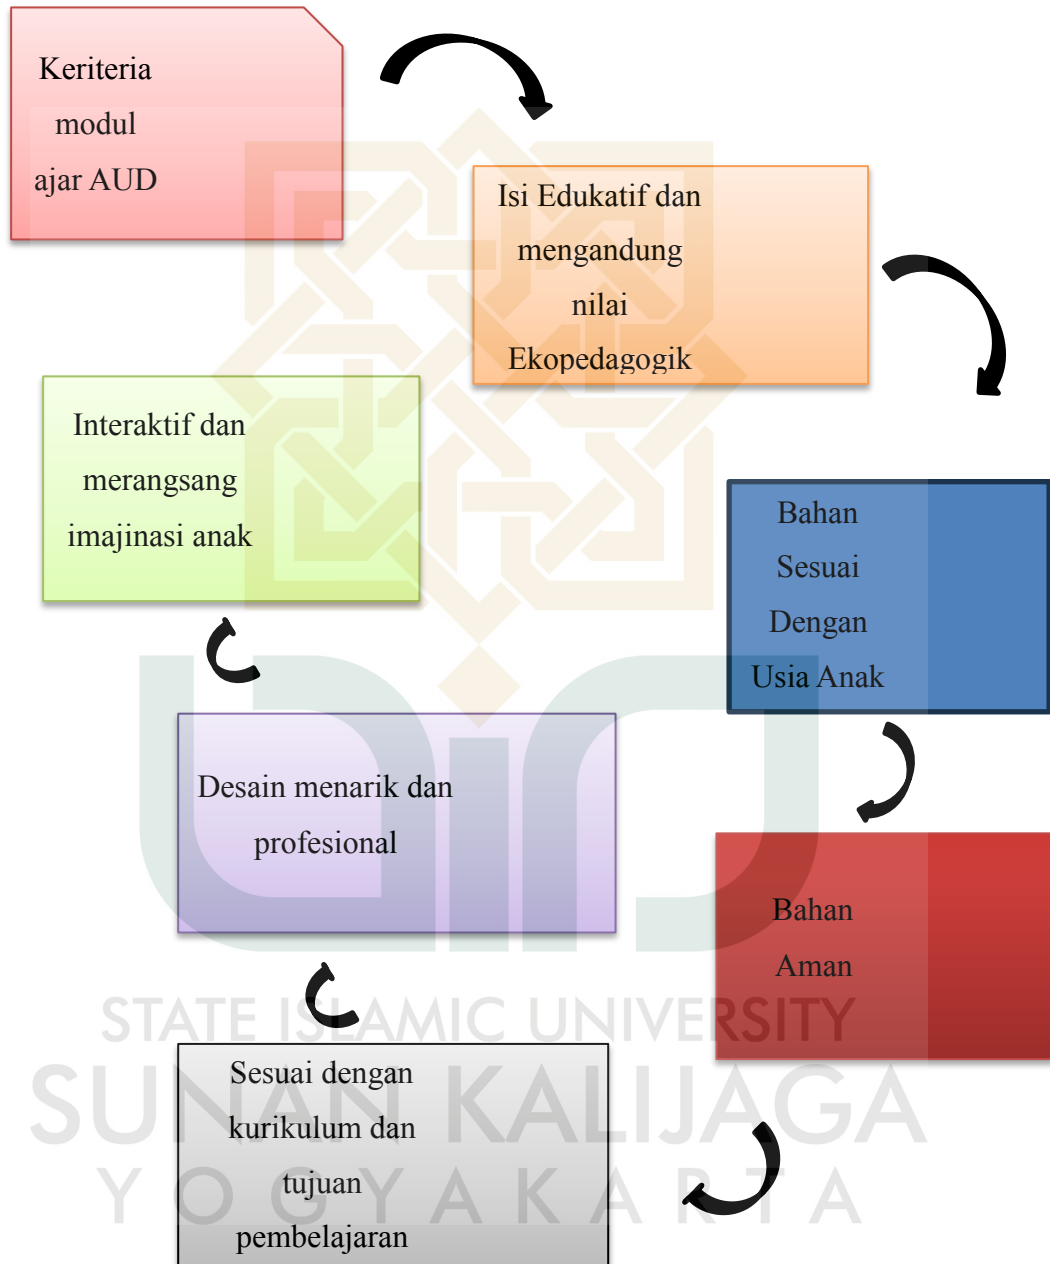 Keriteria
modul
ajar AUD
Isi Edukatif dan
mengandung
nilai
Ekopedagogik
Bahan
Sesuai
Dengan
Usia Anak
Bahan
Aman
Sesuai dengan
kurikulum dan
tujuan
pembelajaran
Desain menarik dan
profesional
Interaktif dan
merangsang
imajinasi anak
STATE ISLAMIC UNIVERSITY
SUNAN KALIJAGA
YOGYAKARTA